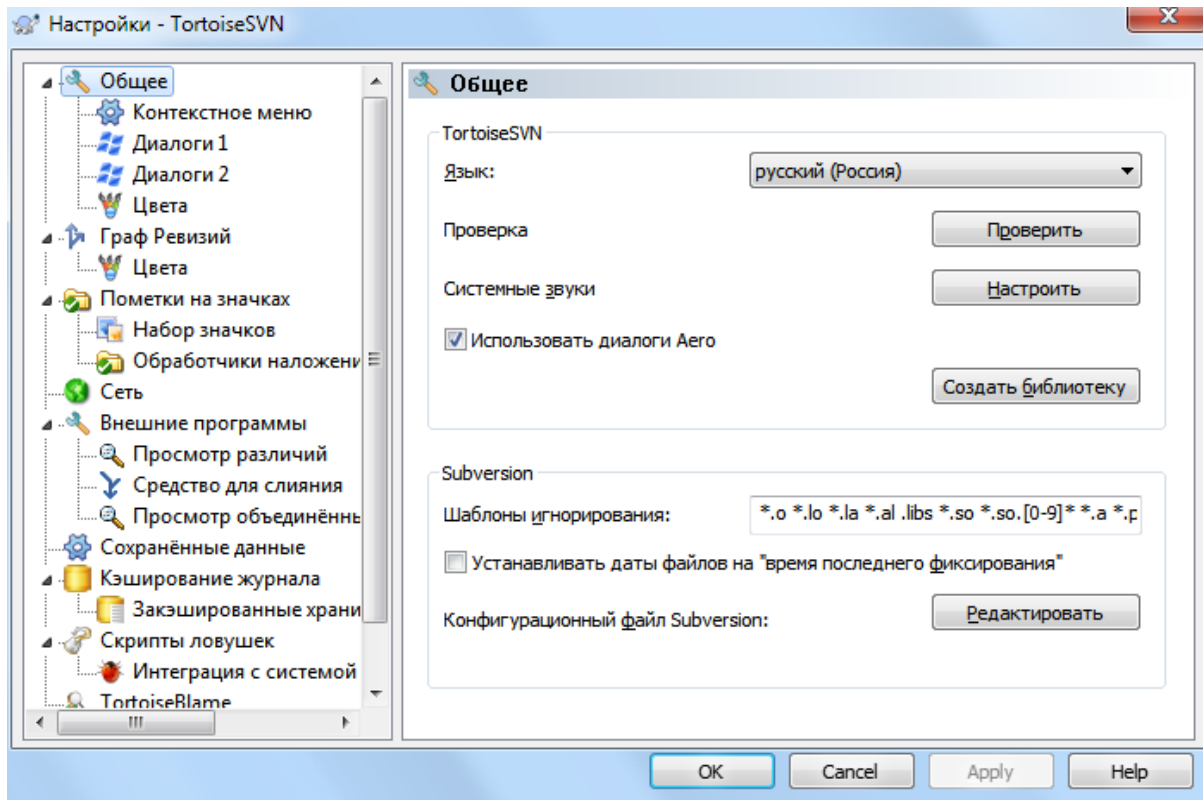 Настройки - TortoiseSVN
Общее
Контекстное меню
Диалоги 1
Диалоги 2
Цвета
Граф Ревизий
Цвета
Пометки на значках
Набор значков
Обработчики наложени
Сеть
Внешние программы
Просмотр различий
Средство для слияния
Просмотр объединённь
Сохранённые данные
Кэширование журнала
Закэшированные храни
Скрипты ловушек
Интеграция с системой
TortoiseBlame
Общее
TortoiseSVN
Язык:
русский (Россия)
Проверка
Проверить
Системные звуки
Настроить
Использовать диалоги Aero
Создать библиотеку
Subversion
Шаблоны игнорирования:
*.o *.lo *.la *.al .libs *.so *.so.[0-9]* *.a *.p
Устанавливать даты файлов на "время последнего фиксирования"
Конфигурационный файл Subversion:
Редактировать
OK
Cancel
Apply
Help